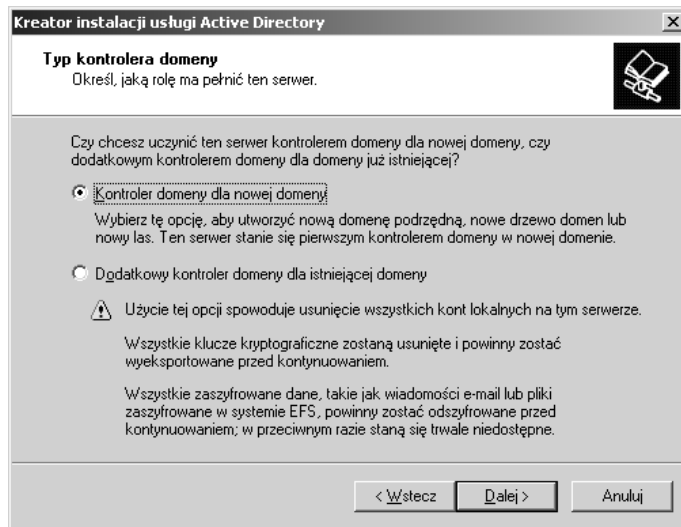 Kreator instalacji usługi Active Directory
Typ kontrolera domeny
Określ, jaką rolę ma pełnić ten serwer.
Czy chcesz uczynić ten serwer kontrolerem domeny dla nowej domeny, czy
dodatkowym kontrolerem domeny dla domeny już istniejącej?
Kontroler domeny dla nowej domeny
Wybierz tę opcję, aby utworzyć nową domenę podrzędną, nowe drzewo domen lub
nowy las. Ten serwer stanie się pierwszym kontrolerem domeny w nowej domenie.
Dodatkowy kontroler domeny dla istniejącej domeny
Użycie tej opcji spowoduje usunięcie wszystkich kont lokalnych na tym serwerze.
Wszystkie klucze kryptograficzne zostaną usunięte i powinny zostać
wyeksportowane przed kontynuowaniem.
Wszystkie zaszyfrowane dane, takie jak wiadomości e-mail lub pliki
zaszyfrowane w systemie EFS, powinny zostać odszyfrowane przed
kontynuowaniem; w przeciwnym razie staną się trwale niedostępne.
< Wstecz Dalej > Anuluj